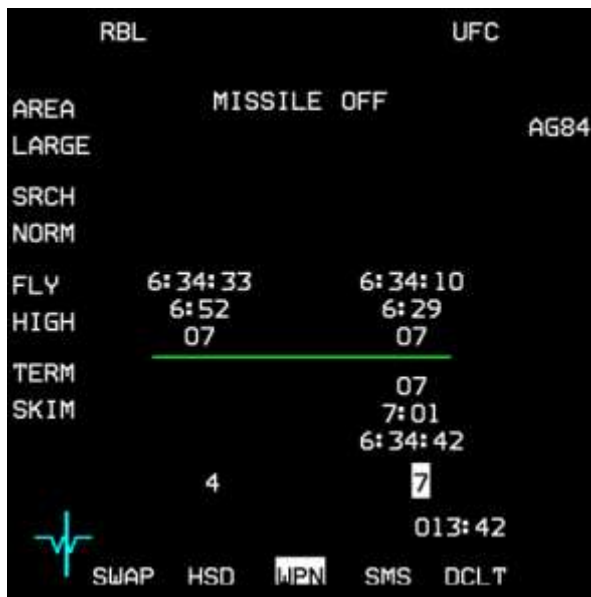 RBL UFC
AREA MISSILE OFF
LARGE AG84
SRCH
NORM
FLY 6:34:33 6:34:10
HIGH 6:52 6:29
07 07
TERM 07
SKIM 7:01
6:34:42
4 7
013:42
SWAP HSD WPN SMS DCLT